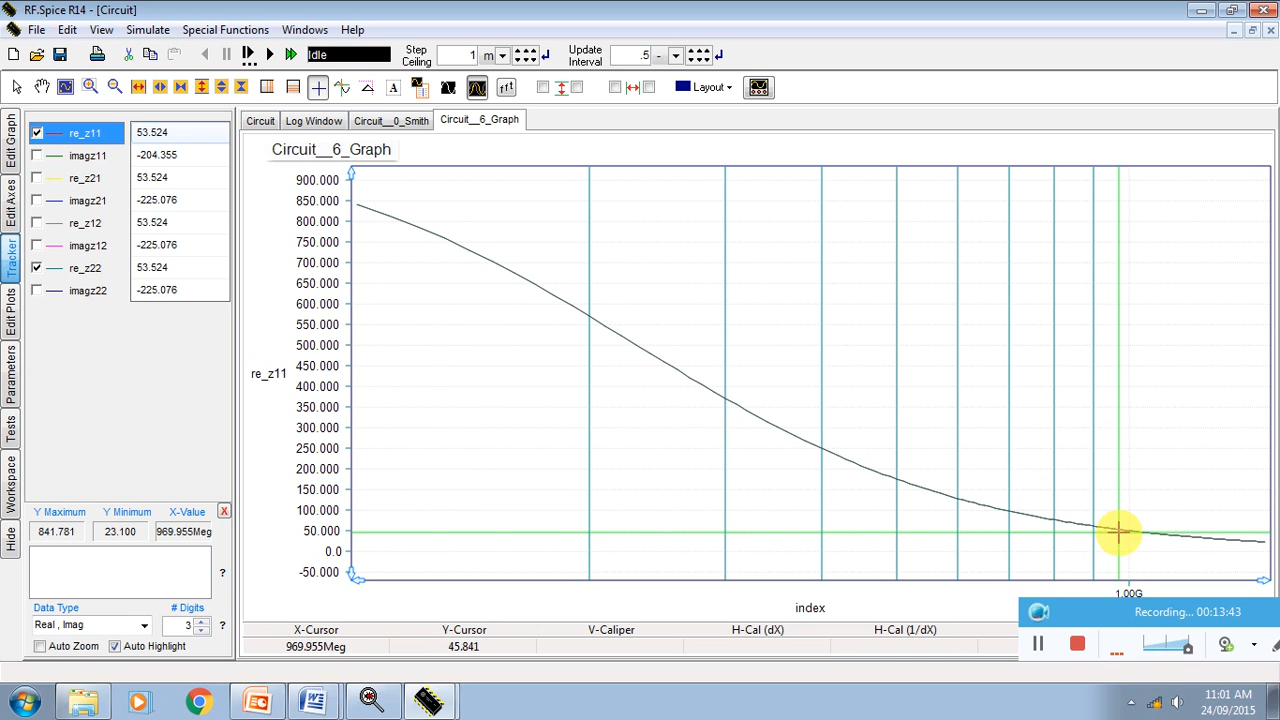 RF.Spice R14 - [Circuit]
File Edit View Simulate Special Functions Windows Help
Idle Step Ceiling 1 m Update Interval .5 -
Layout
Circuit Log Window Circuit__0_Smith Circuit__6_Graph
Edit Graph
Edit Axes
Tracker
Edit Plots
Parameters
Tests
Workspace
Hide
re_z11 53.524
imagz11 -204.355
re_z21 53.524
imagz21 -225.076
re_z12 53.524
imagz12 -225.076
re_z22 53.524
imagz22 -225.076
Y Maximum Y Minimum X-Value X
841.781 23.100 969.955Meg
?
Data Type # Digits
Real , Imag 3 ?
Auto Zoom Auto Highlight
Circuit__6_Graph
900.000
850.000
800.000
750.000
700.000
650.000
600.000
550.000
500.000
450.000
re_z11
400.000
350.000
300.000
250.000
200.000
150.000
100.000
50.000
0.0
-50.000
1.00G
index
X-Cursor Y-Cursor V-Caliper H-Cal (dX) H-Cal (1/dX)
969.955Meg 45.841
Recording... 00:13:43
11:01 AM
24/09/2015